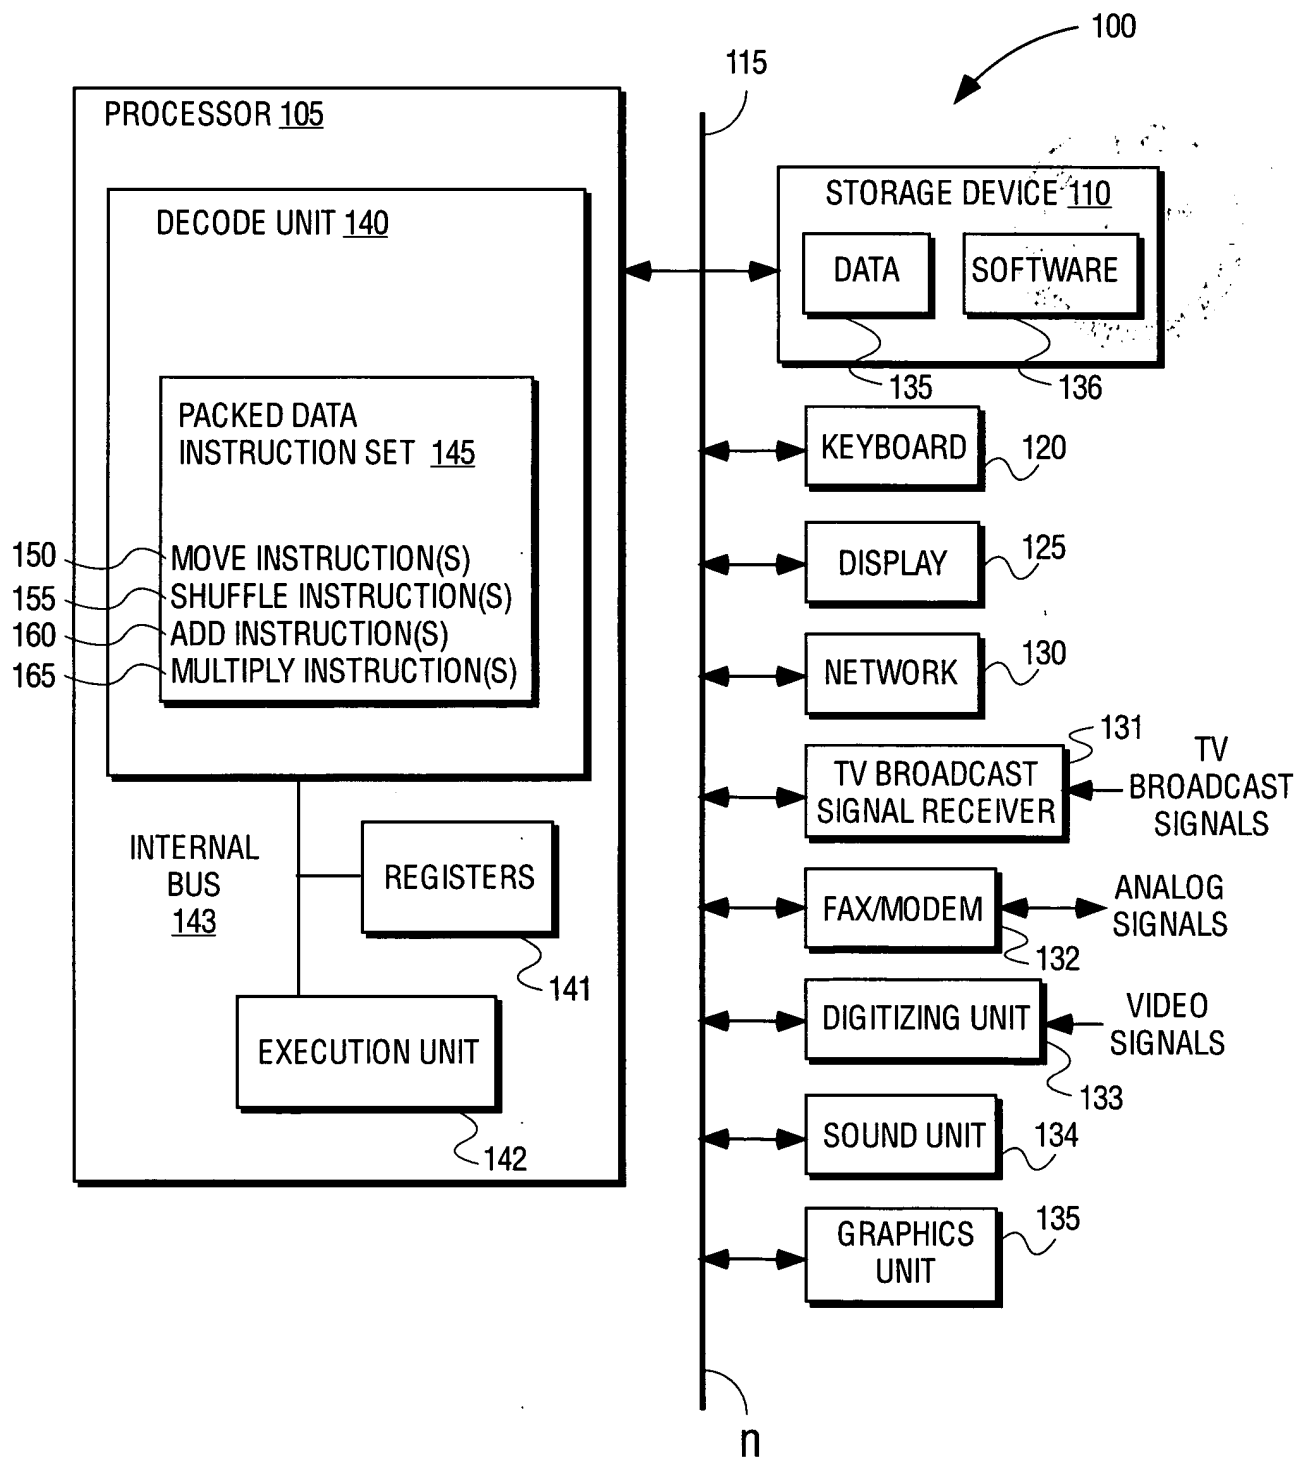 100
115
PROCESSOR 105
DECODE UNIT 140
PACKED DATA
INSTRUCTION SET 145
150
MOVE INSTRUCTION(S)
155
SHUFFLE INSTRUCTION(S)
160
ADD INSTRUCTION(S)
165
MULTIPLY INSTRUCTION(S)
INTERNAL
BUS
143
REGISTERS
141
EXECUTION UNIT
142
STORAGE DEVICE 110
DATA
SOFTWARE
135
136
KEYBOARD
120
DISPLAY
125
NETWORK
130
TV BROADCAST
SIGNAL RECEIVER
131
TV
BROADCAST
SIGNALS
FAX/MODEM
132
ANALOG
SIGNALS
DIGITIZING UNIT
133
VIDEO
SIGNALS
SOUND UNIT
134
GRAPHICS
UNIT
135
n